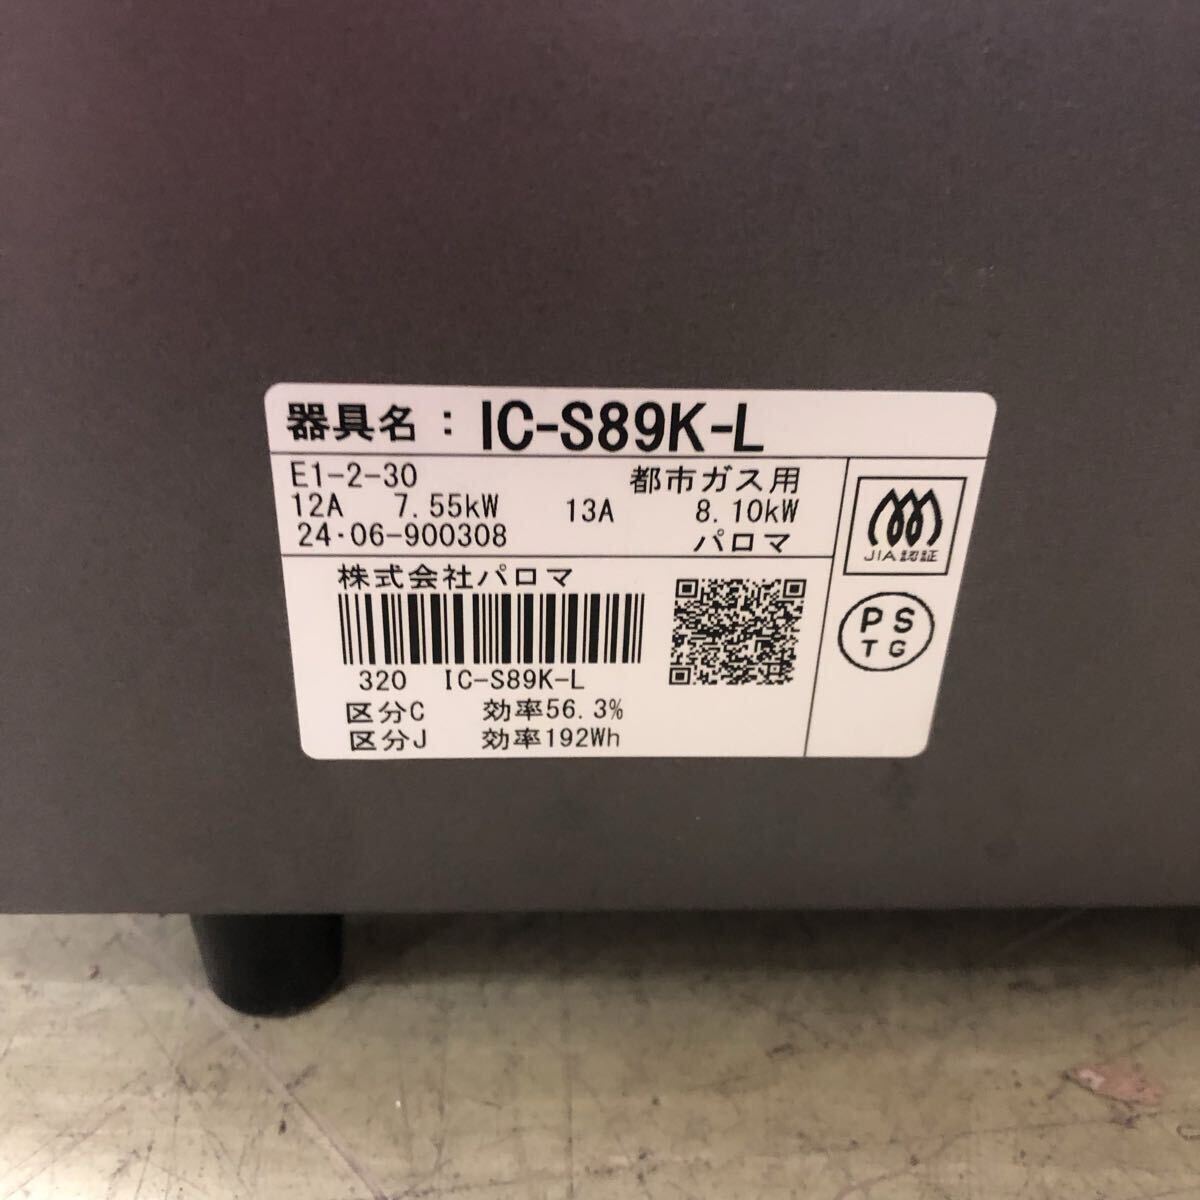 器具名：IC-S89K-L
E1-2-30 都市ガス用
12A 7.55kW 13A 8.10kW
24・06-900308 パロマ
JIA認証
株式会社パロマ
PS
TG
320 IC-S89K-L
区分C 効率56.3%
区分J 効率192Wh